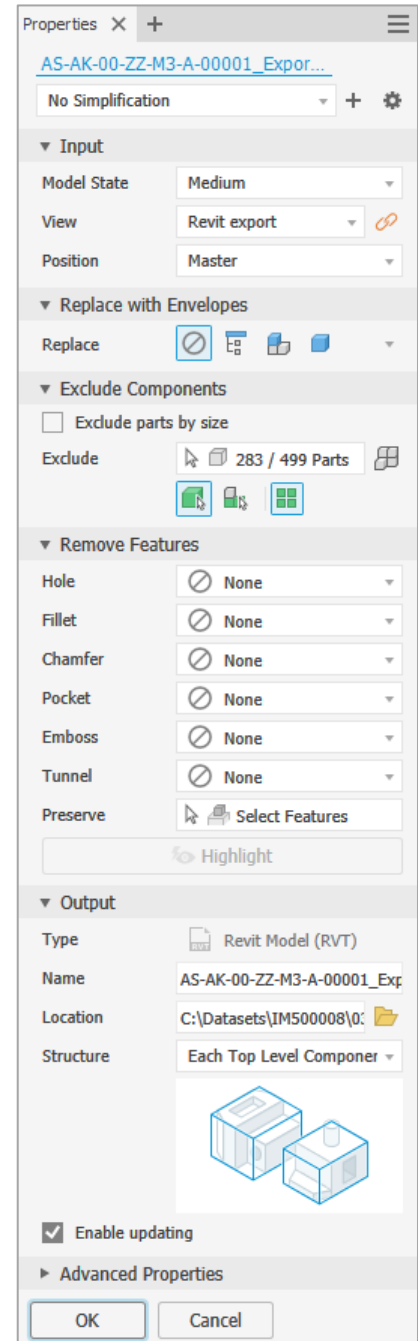 Properties
AS-AK-00-ZZ-M3-A-00001_Expor...
No Simplification
Input
Model State Medium
View Revit export
Position Master
Replace with Envelopes
Replace
Exclude Components
Exclude parts by size
Exclude 283 / 499 Parts
Remove Features
Hole None
Fillet None
Chamfer None
Pocket None
Emboss None
Tunnel None
Preserve Select Features
Highlight
Output
Type RVT Revit Model (RVT)
Name AS-AK-00-ZZ-M3-A-00001_Exp
Location C:\Datasets\IM500008\03
Structure Each Top Level Componer
Enable updating
Advanced Properties
OK Cancel